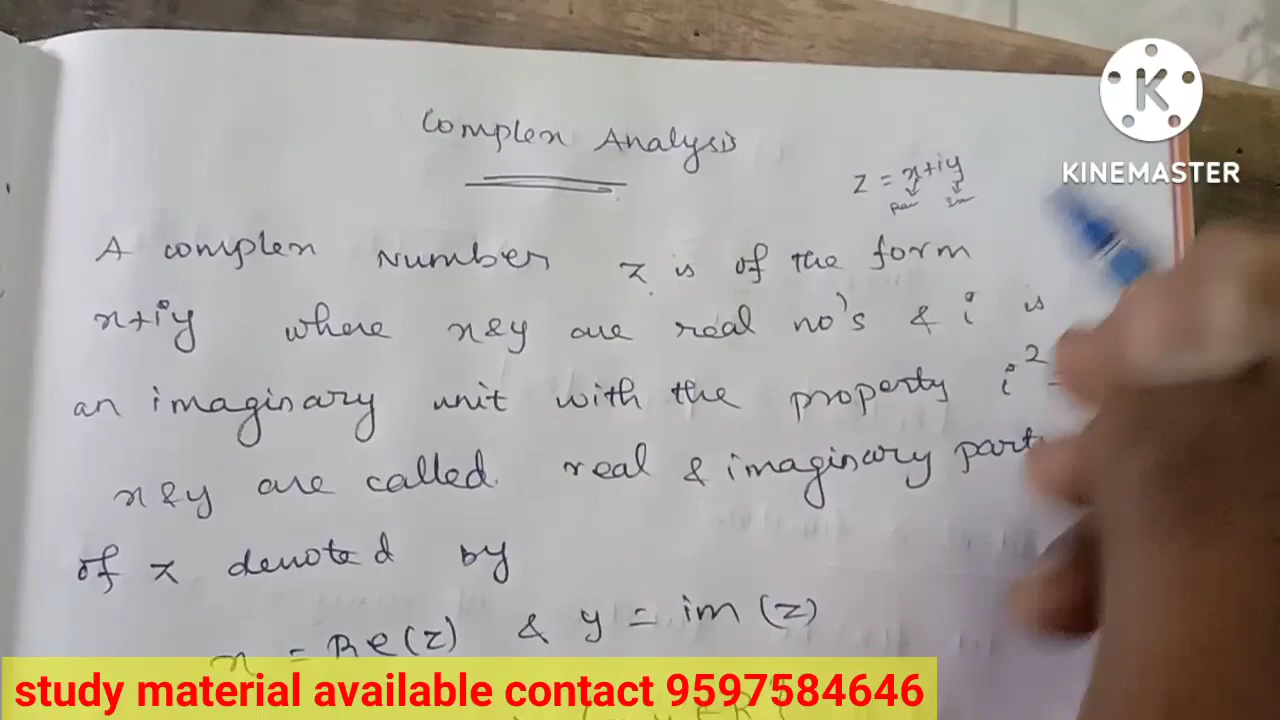 Complex Analysis
z = x+iy
A complex Number z is of the form
x+iy where x&y are real no's & i is
an imaginary unit with the property i²=
x&y are called real & imaginary part
of z denoted by
x = Re(z) & y = im(z)
KINEMASTER
study material available contact 9597584646